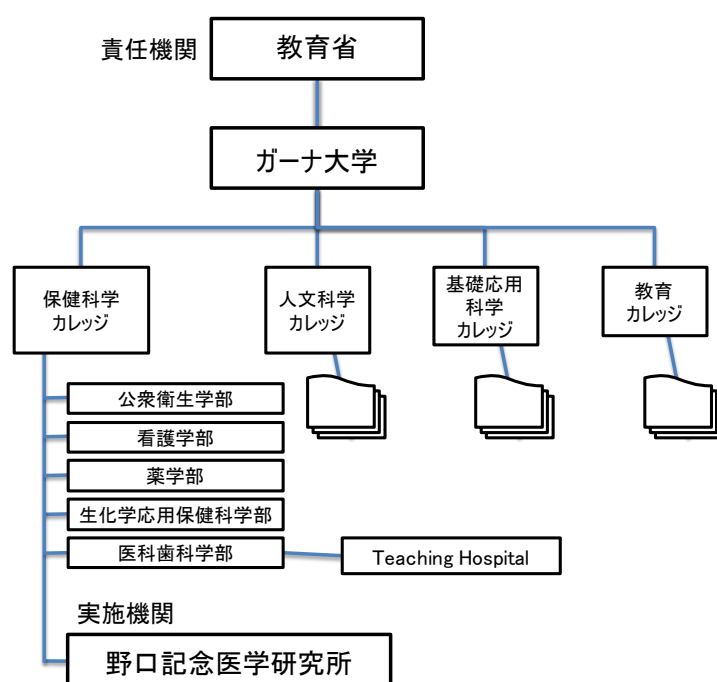 責任機関
教育省
ガーナ大学
保健科学
カレッジ
人文科学
カレッジ
基礎応用
科学
カレッジ
教育
カレッジ
公衆衛生学部
看護学部
薬学部
生化学応用保健科学部
医科歯科学部
Teaching Hospital
実施機関
野口記念医学研究所